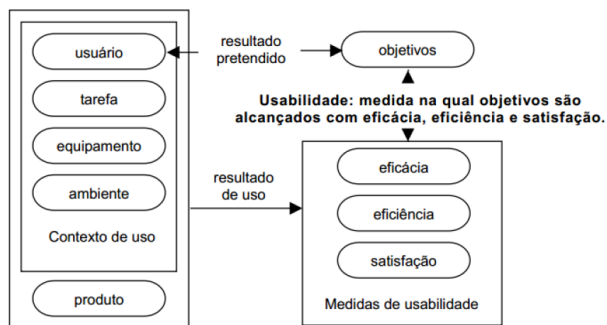 usuário
resultado
pretendido
objetivos
tarefa
Usabilidade: medida na qual objetivos são
alcançados com eficácia, eficiência e satisfação.
equipamento
ambiente
Contexto de uso
produto
resultado
de uso
eficácia
eficiência
satisfação
Medidas de usabilidade